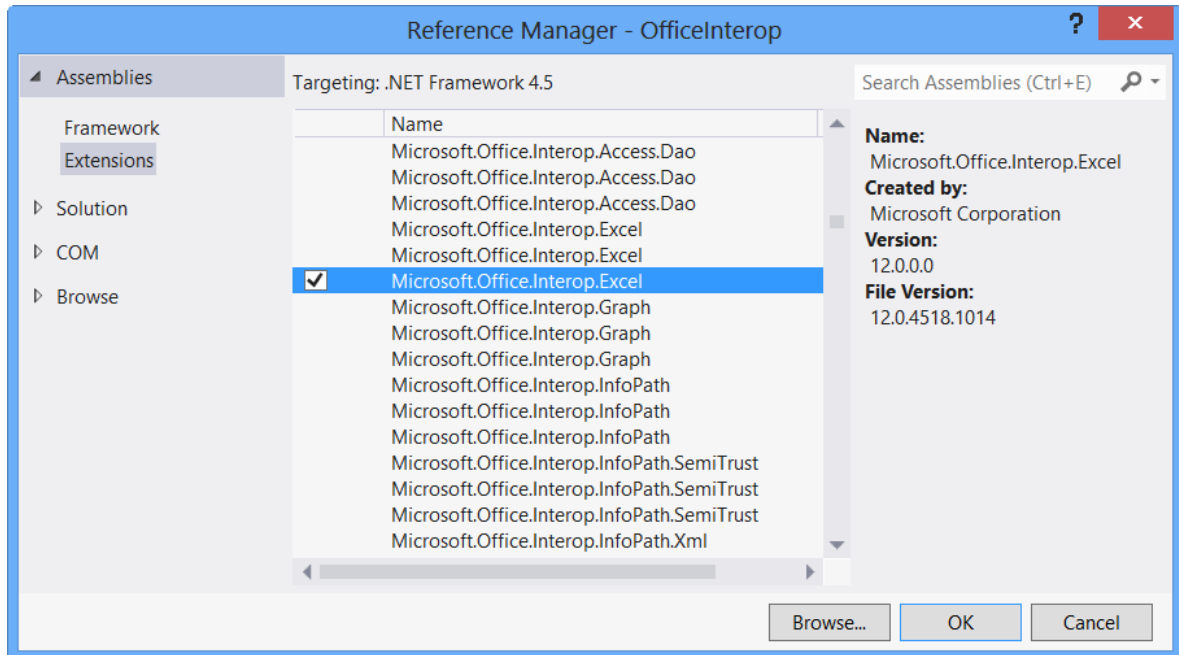 Reference Manager - OfficeInterop
?
Assemblies
Framework
Extensions
Solution
COM
Browse
Targeting: .NET Framework 4.5
Name
Microsoft.Office.Interop.Access.Dao
Microsoft.Office.Interop.Access.Dao
Microsoft.Office.Interop.Access.Dao
Microsoft.Office.Interop.Excel
Microsoft.Office.Interop.Excel
Microsoft.Office.Interop.Excel
Microsoft.Office.Interop.Graph
Microsoft.Office.Interop.Graph
Microsoft.Office.Interop.Graph
Microsoft.Office.Interop.InfoPath
Microsoft.Office.Interop.InfoPath
Microsoft.Office.Interop.InfoPath
Microsoft.Office.Interop.InfoPath.SemiTrust
Microsoft.Office.Interop.InfoPath.SemiTrust
Microsoft.Office.Interop.InfoPath.SemiTrust
Microsoft.Office.Interop.InfoPath.Xml
Search Assemblies (Ctrl+E)
Name:
Microsoft.Office.Interop.Excel
Created by:
Microsoft Corporation
Version:
12.0.0.0
File Version:
12.0.4518.1014
Browse...
OK
Cancel